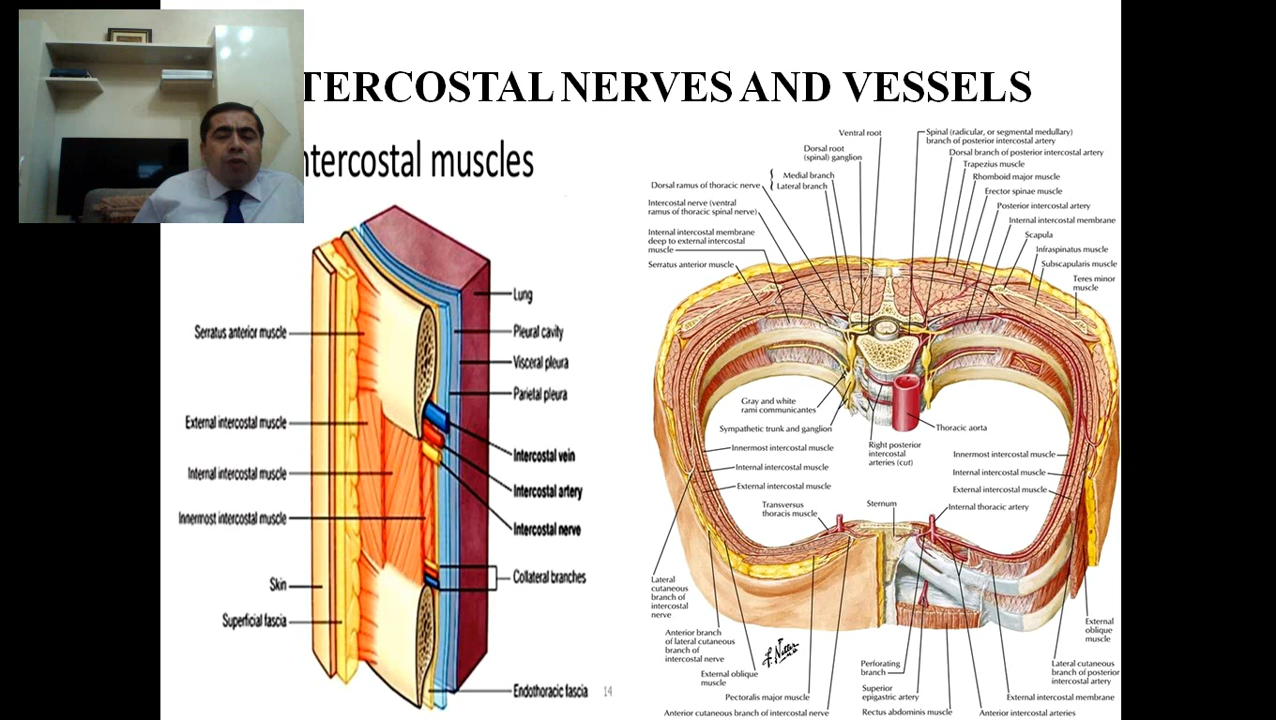 TERCOSTAL NERVES AND VESSELS
ntercostal muscles
Serratus anterior muscle
External intercostal muscle
Internal intercostal muscle
Innermost intercostal muscle
Skin
Superficial fascia
Lung
Pleural cavity
Visceral pleura
Parietal pleura
Intercostal vein
Intercostal artery
Intercostal nerve
Collateral branches
Endothoracic fascia
14
Ventral root
Dorsal root
(spinal) ganglion
Medial branch
Lateral branch
Dorsal ramus of thoracic nerve
Intercostal nerve (ventral
ramus of thoracic spinal nerve)
Internal intercostal membrane
deep to external intercostal
muscle
Serratus anterior muscle
Spinal (radicular, or segmental medullary)
branch of posterior intercostal artery
Dorsal branch of posterior intercostal artery
Trapezius muscle
Rhomboid major muscle
Erector spinae muscle
Posterior intercostal artery
Internal intercostal membrane
Scapula
Infraspinatus muscle
Subscapularis muscle
Teres minor
muscle
Gray and white
rami communicantes
Sympathetic trunk and ganglion
Innermost intercostal muscle
Internal intercostal muscle
External intercostal muscle
Transversus
thoracis muscle
Thoracic aorta
Right posterior
intercostal
arteries (cut)
Sternum
Innermost intercostal muscle
Internal intercostal muscle
External intercostal muscle
Internal thoracic artery
Lateral
cutaneous
branch of
intercostal
nerve
Anterior branch
of lateral cutaneous
branch of
intercostal nerve
External oblique
muscle
Pectoralis major muscle
Anterior cutaneous branch of intercostal nerve
F. Netter
M.D.
Perforating
branch
Superior
epigastric artery
Rectus abdominis muscle
External
oblique
muscle
Lateral cutaneous
branch of posterior
intercostal artery
External intercostal membrane
Anterior intercostal arteries